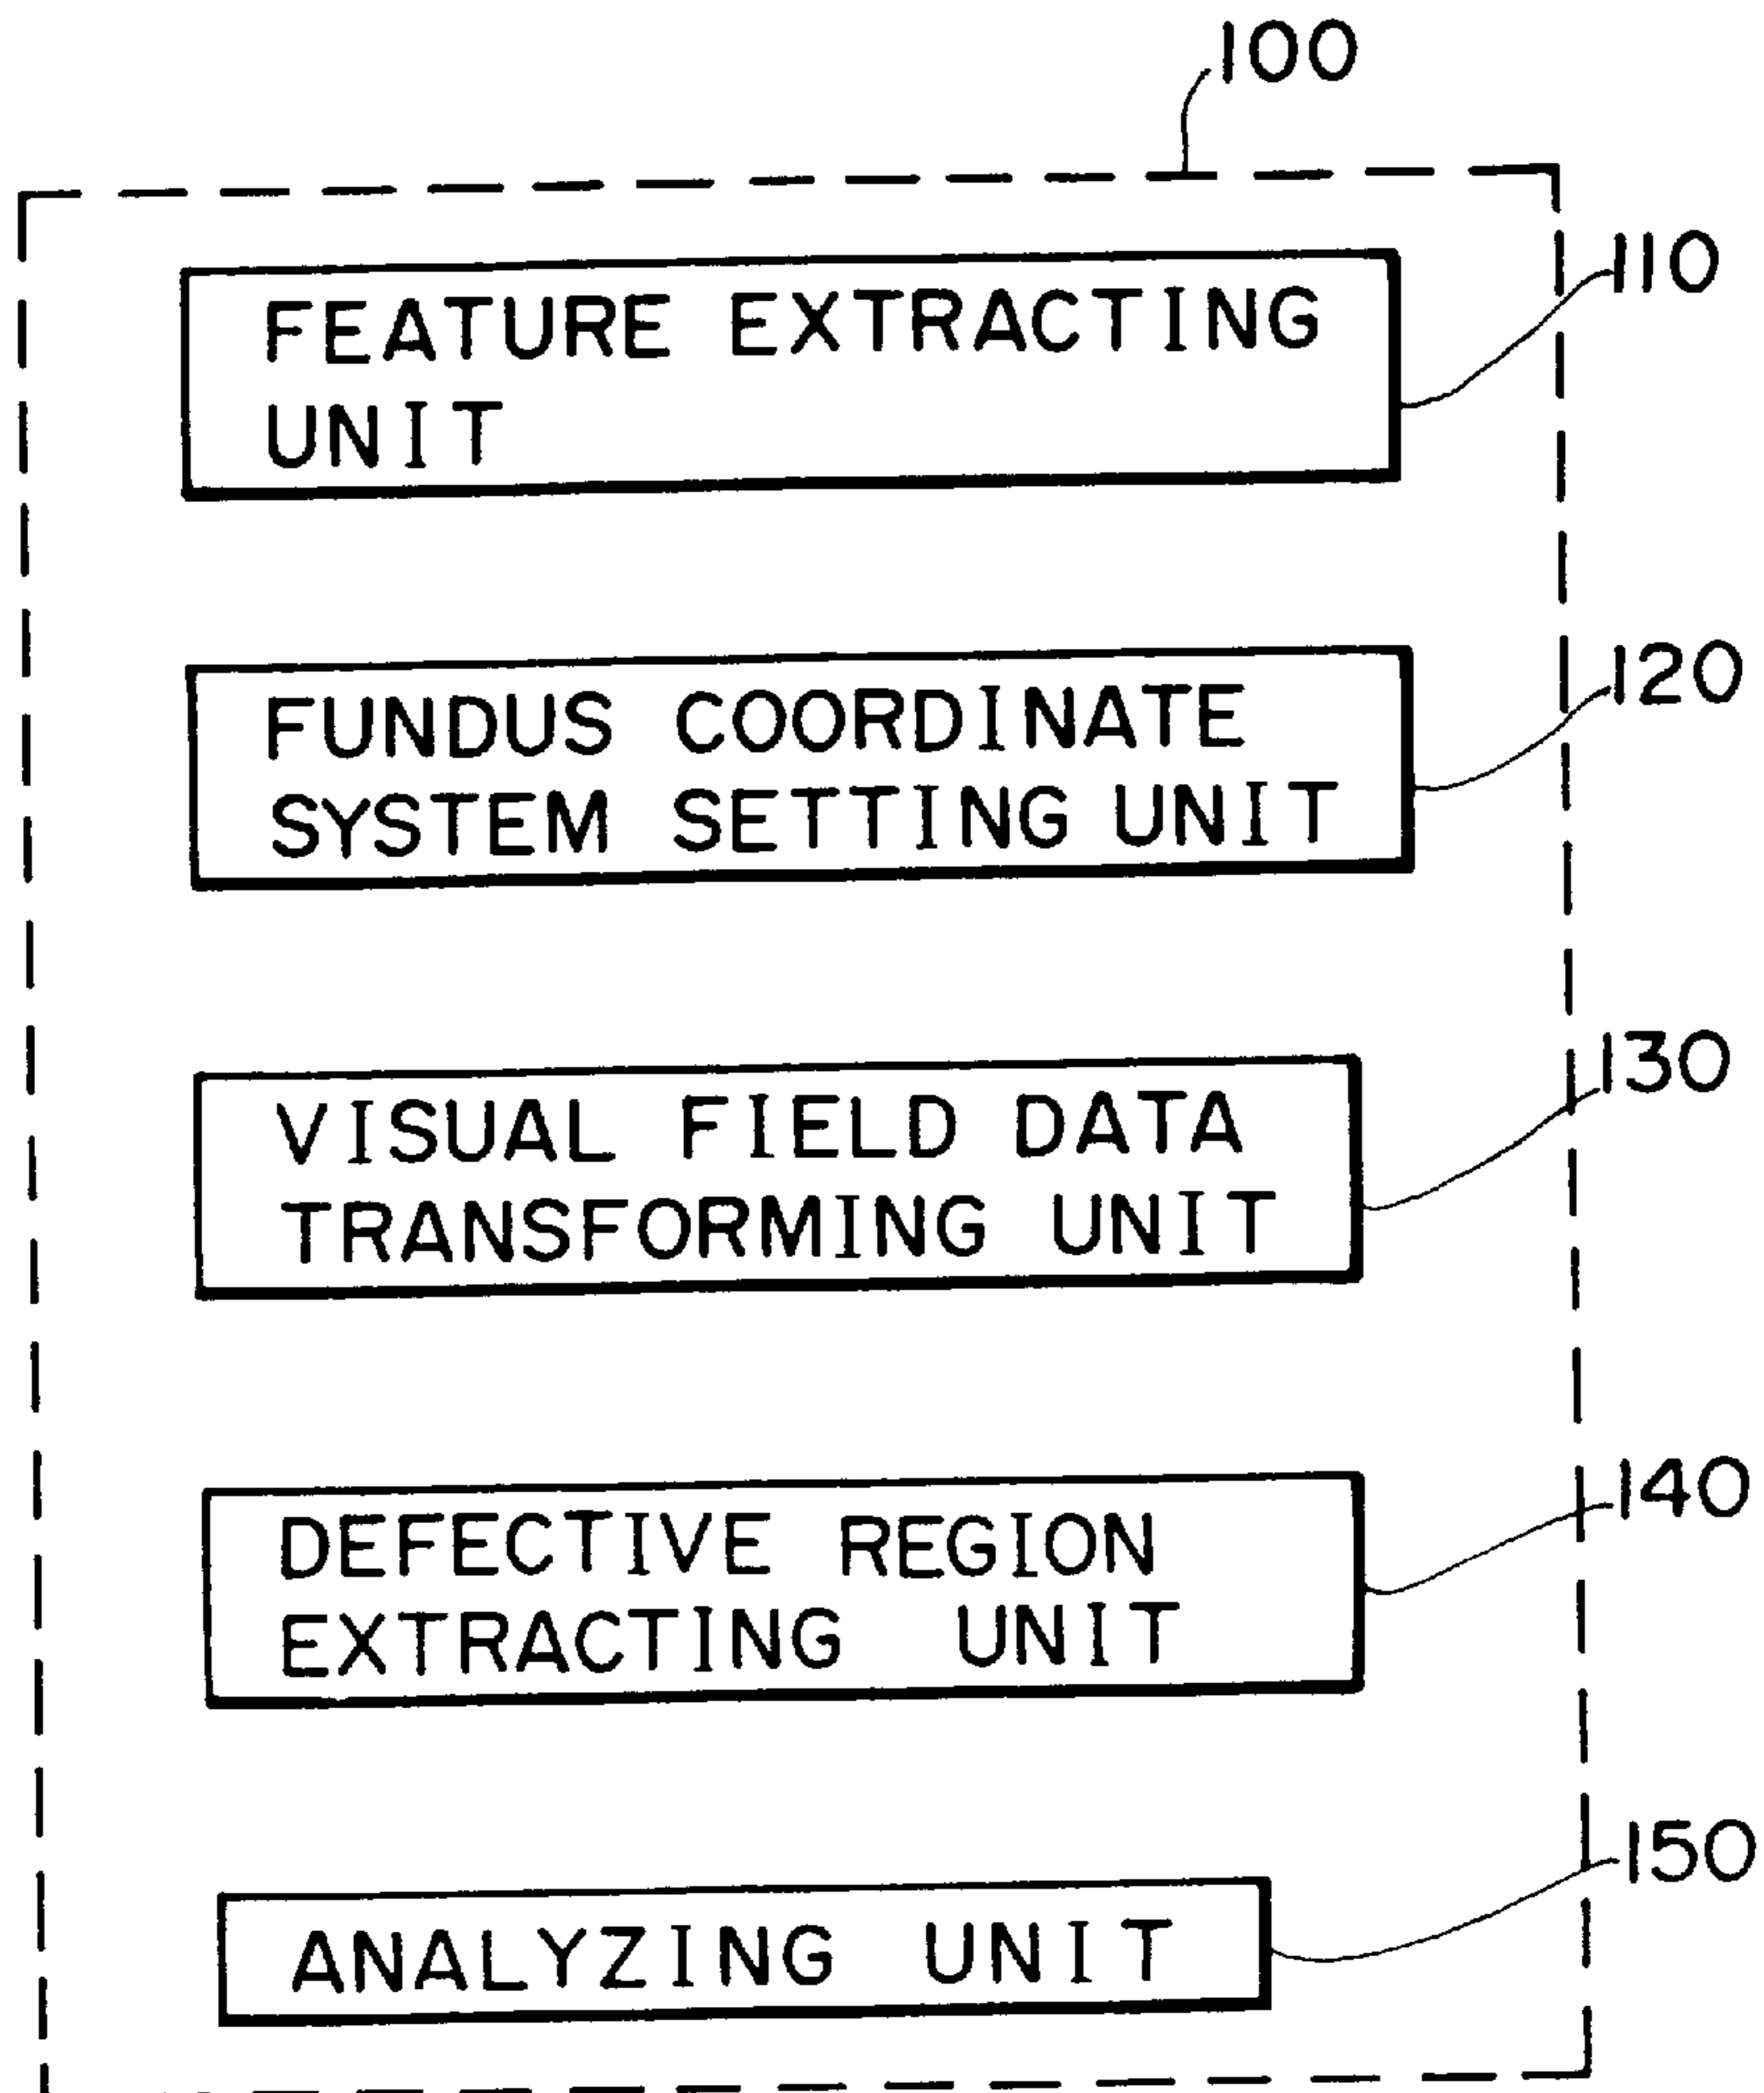 100
110
FEATURE EXTRACTING
UNIT
120
FUNDUS COORDINATE
SYSTEM SETTING UNIT
130
VISUAL FIELD DATA
TRANSFORMING UNIT
140
DEFECTIVE REGION
EXTRACTING UNIT
150
ANALYZING UNIT